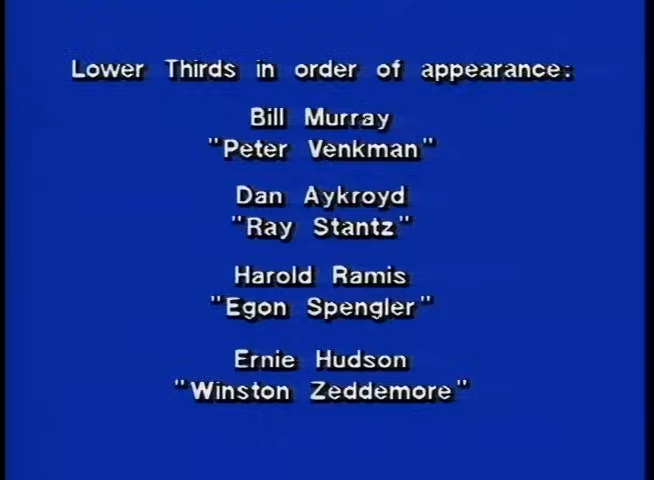 Lower Thirds in order of appearance:
Bill Murray
"Peter Venkman"
Dan Aykroyd
"Ray Stantz"
Harold Ramis
"Egon Spengler"
Ernie Hudson
"Winston Zeddemore"